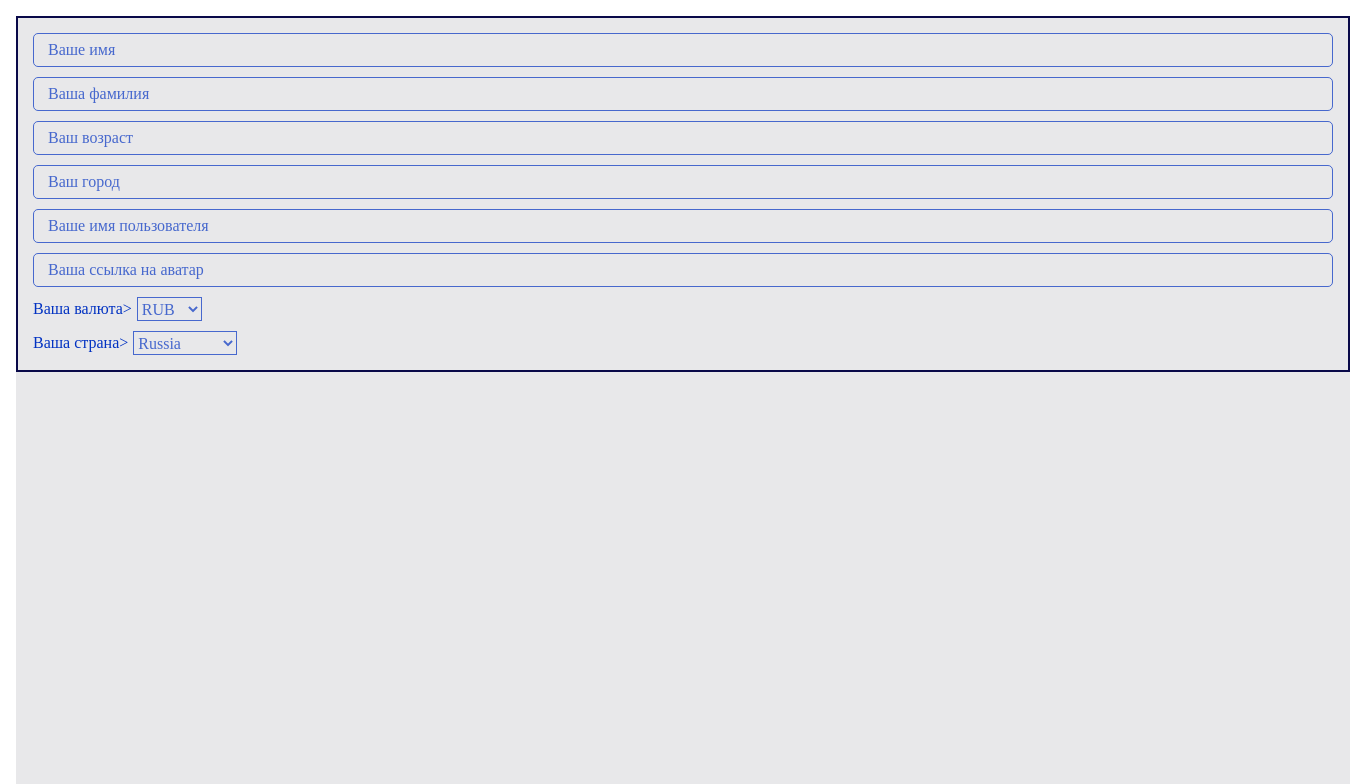 Ваше имя
Ваша фамилия
Ваш возраст
Ваш город
Ваше имя пользователя
Ваша ссылка на аватар
Ваша валюта> RUB
Ваша страна> Russia